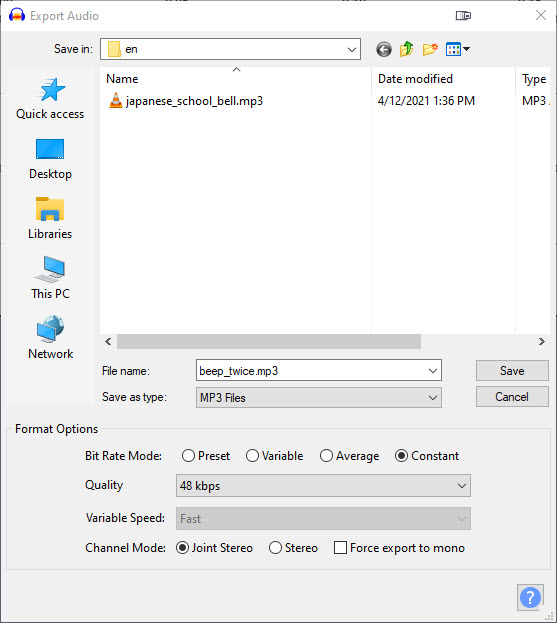 Export Audio
Save in: en
Name Date modified Type
japanese_school_bell.mp3 4/12/2021 1:36 PM MP3
Quick access
Desktop
Libraries
This PC
Network
File name: beep_twice.mp3 Save
Save as type: MP3 Files Cancel
Format Options
Bit Rate Mode: Preset Variable Average Constant
Quality 48 kbps
Variable Speed: Fast
Channel Mode: Joint Stereo Stereo Force export to mono
?